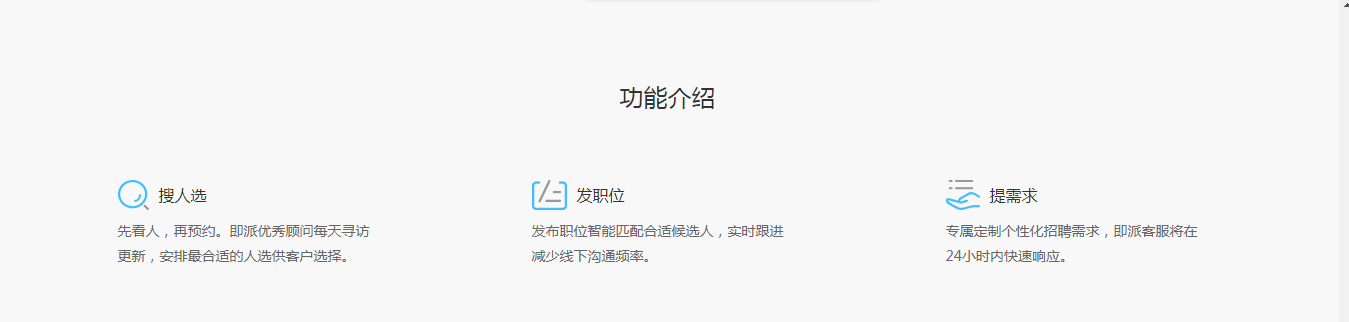 功能介绍
搜人选
先看人，再预约。即派优秀顾问每天寻访
更新，安排最合适的人选供客户选择。
发职位
发布职位智能匹配合适候选人，实时跟进
减少线下沟通频率。
提需求
专属定制个性化招聘需求，即派客服将在
24小时内快速响应。